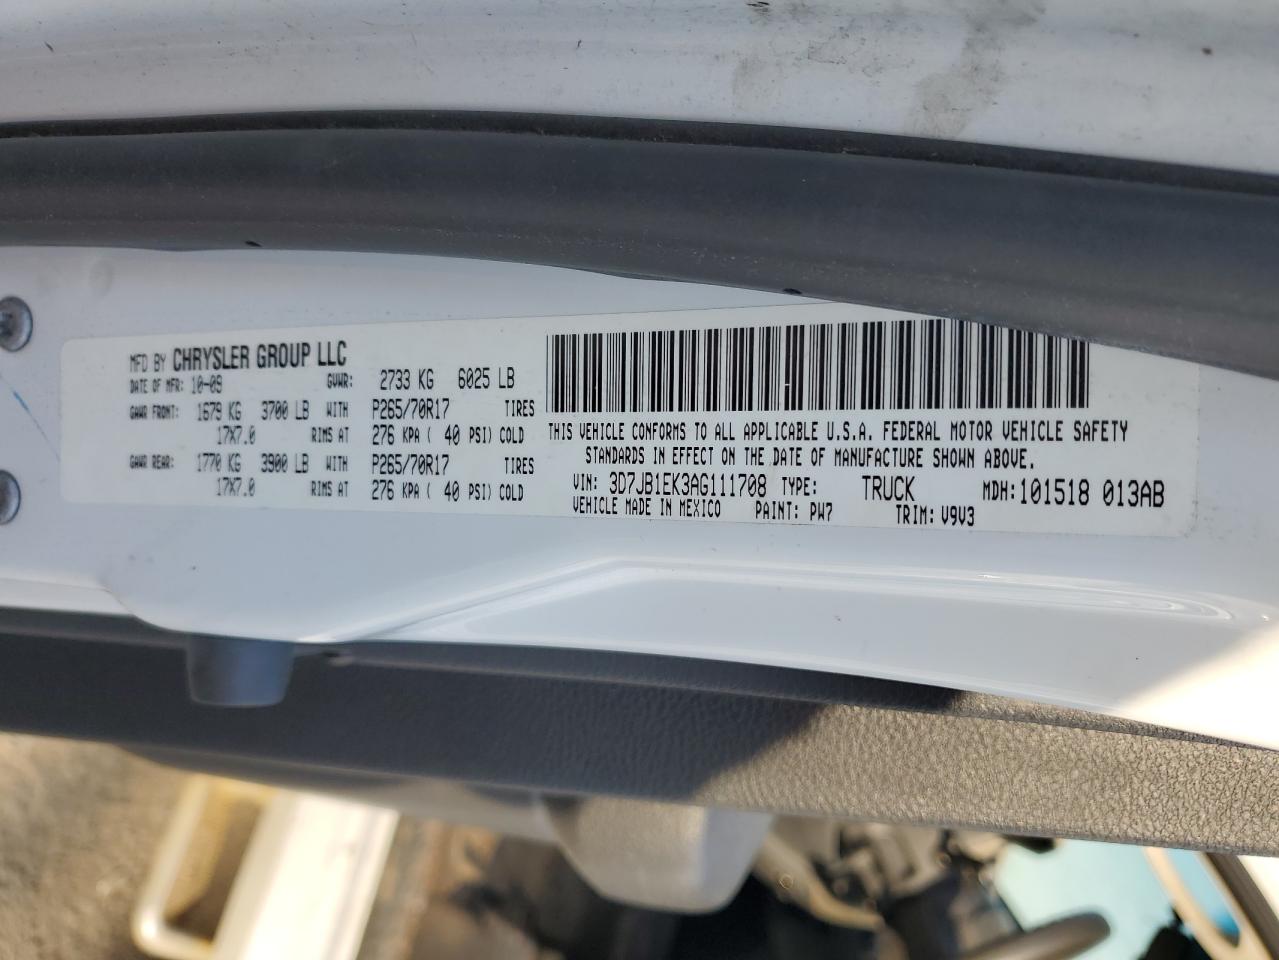 MFD BY CHRYSLER GROUP LLC
DATE OF MFR: 10-09 GVWR: 2733 KG 6025 LB
GAWR FRONT: 1679 KG 3700 LB WITH P265/70R17 TIRES
17X7.0 RIMS AT 276 KPA ( 40 PSI) COLD
GAWR REAR: 1770 KG 3900 LB WITH P265/70R17 TIRES
17X7.0 RIMS AT 276 KPA ( 40 PSI) COLD
THIS VEHICLE CONFORMS TO ALL APPLICABLE U.S.A. FEDERAL MOTOR VEHICLE SAFETY
STANDARDS IN EFFECT ON THE DATE OF MANUFACTURE SHOWN ABOVE.
VIN: 3D7JB1EK3AG111708 TYPE: TRUCK MDH: 101518 013AB
VEHICLE MADE IN MEXICO PAINT: PW7 TRIM: V9V3